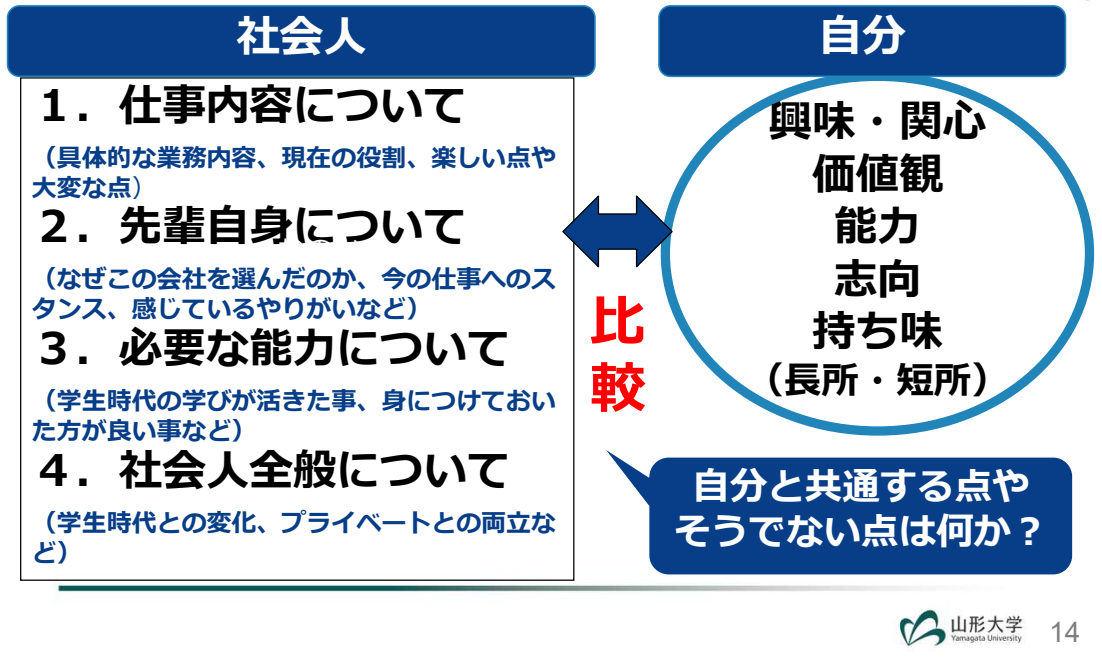 社会人
１．仕事内容について
（具体的な業務内容、現在の役割、楽しい点や
大変な点）
２．先輩自身について
（なぜこの会社を選んだのか、今の仕事へのス
タンス、感じているやりがいなど）
３．必要な能力について
（学生時代の学びが活きた事、身につけておい
た方が良い事など）
４．社会人全般について
（学生時代との変化、プライベートとの両立な
ど）
比
較
自分
興味・関心
価値観
能力
志向
持ち味
（長所・短所）
自分と共通する点や
そうでない点は何か？
山形大学
Yamagata University
14